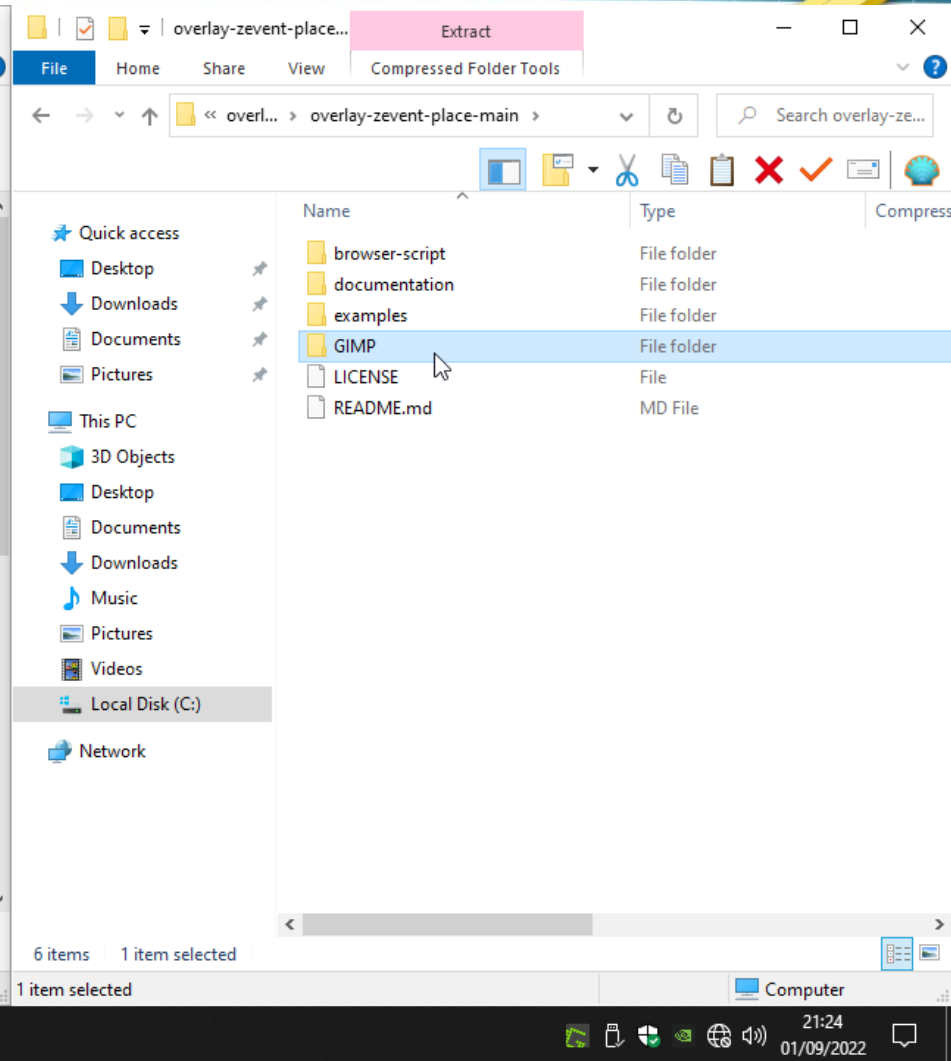 overlay-zevent-place...
Extract
File
Home
Share
View
Compressed Folder Tools
?
« overl... › overlay-zevent-place-main ›
Search overlay-ze...
Name
Type
Compress
Quick access
Desktop
Downloads
Documents
Pictures
This PC
3D Objects
Desktop
Documents
Downloads
Music
Pictures
Videos
Local Disk (C:)
Network
browser-script
File folder
documentation
File folder
examples
File folder
GIMP
File folder
LICENSE
File
README.md
MD File
6 items
1 item selected
1 item selected
Computer
21:24
01/09/2022